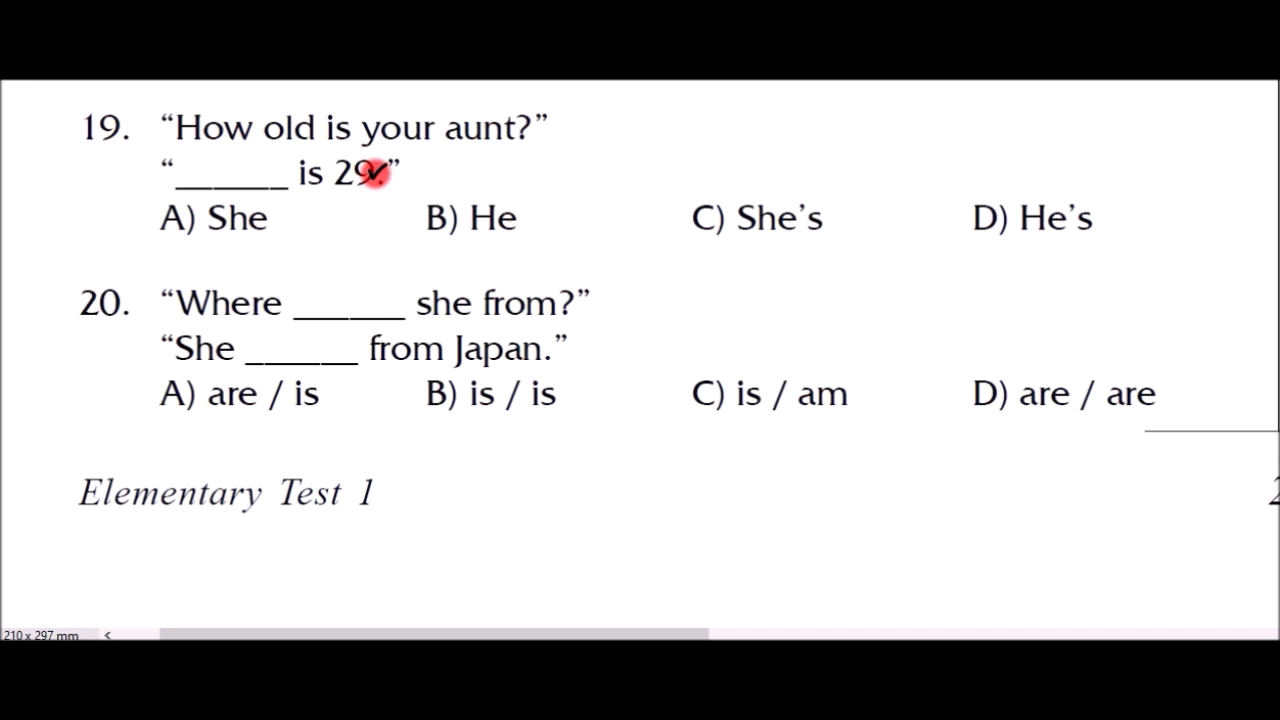 19. “How old is your aunt?”
“______ is 29.”
A) She B) He C) She’s D) He’s
20. “Where ______ she from?”
“She ______ from Japan.”
A) are / is B) is / is C) is / am D) are / are
Elementary Test 1
2
210 x 297 mm